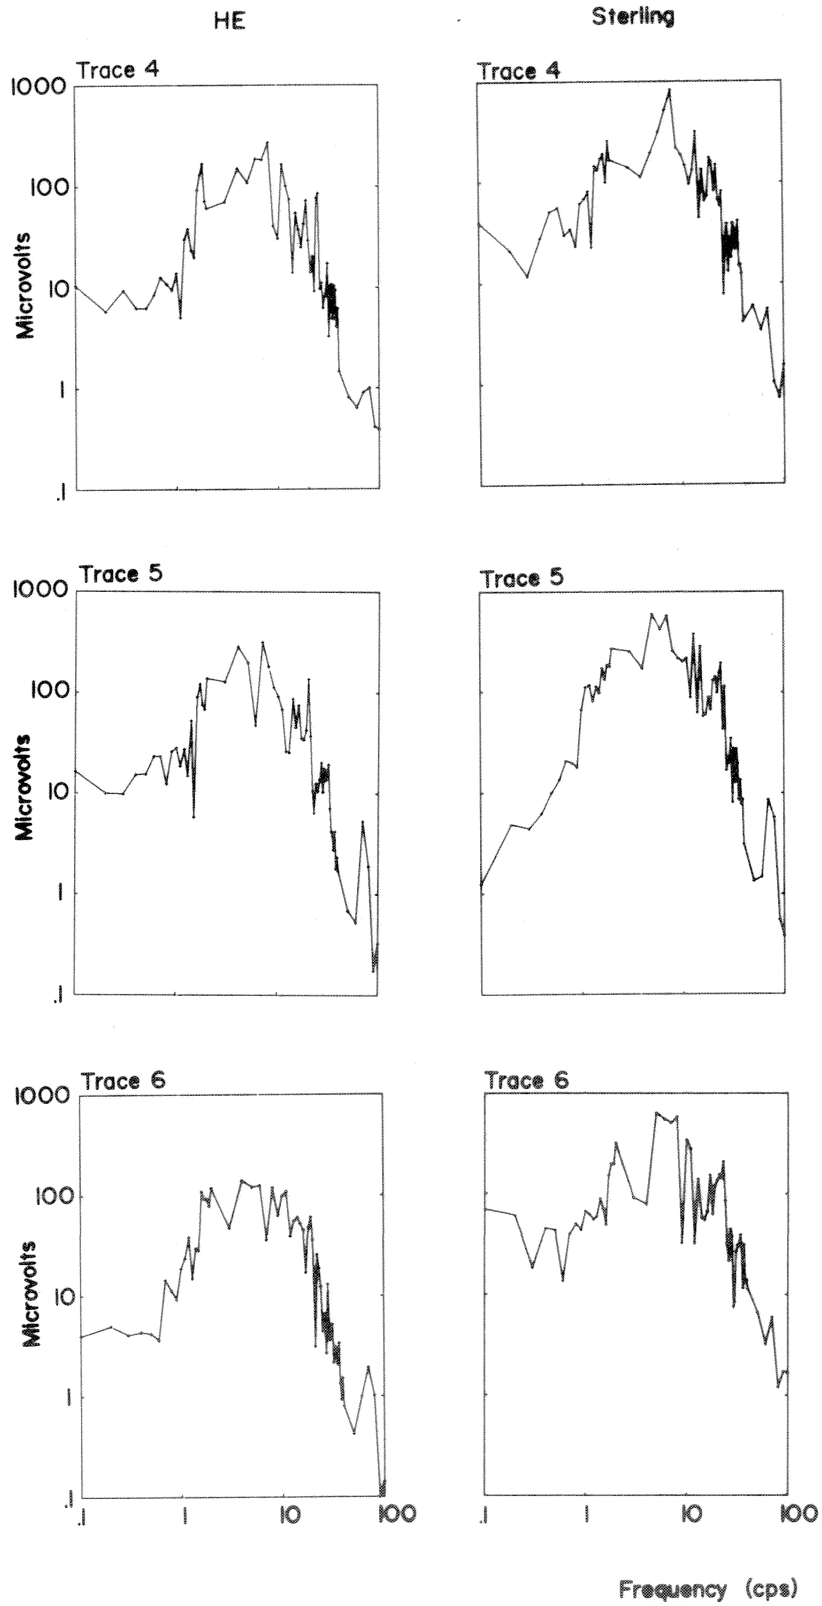 HE Sterling
Trace 4 Trace 4
1000
100
10
1
.1
Microvolts
Trace 5 Trace 5
1000
100
10
1
.1
Microvolts
Trace 6 Trace 6
1000
100
10
1
.1
Microvolts
.1 1 10 100 .1 1 10 100
Frequency (cps)